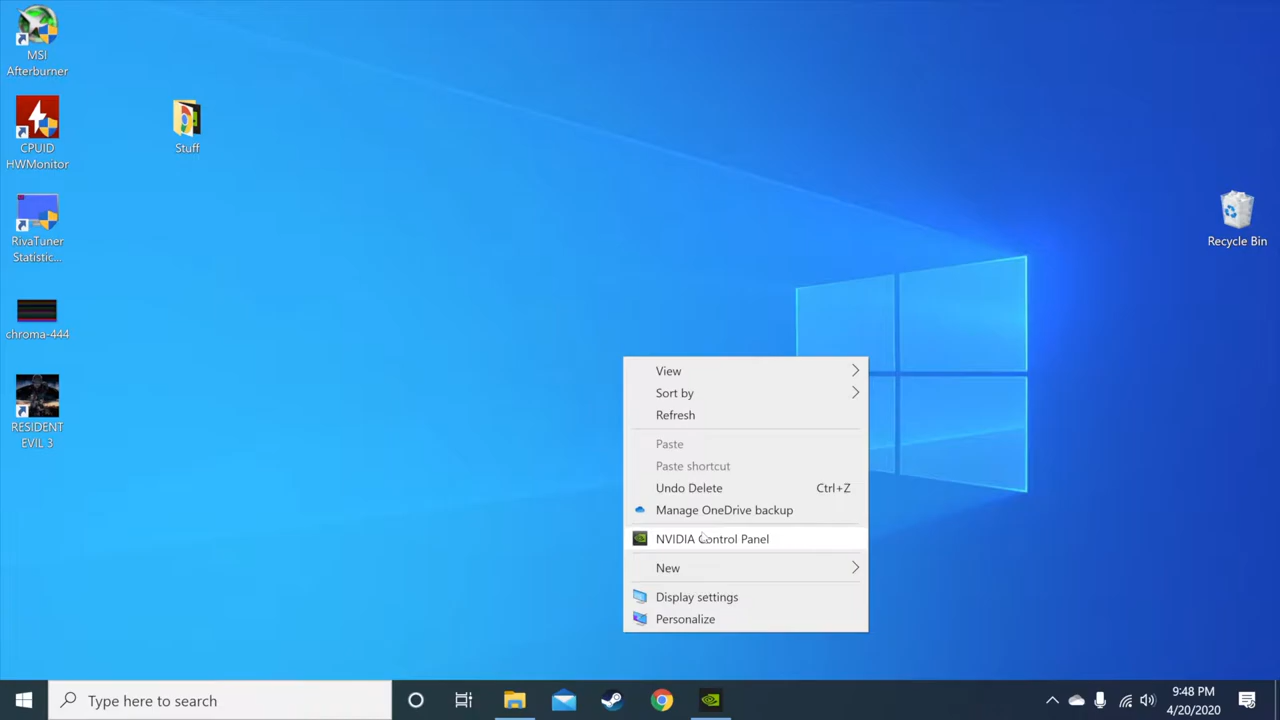 MSI
Afterburner
CPUID
HWMonitor
RivaTuner
Statistic...
chroma-444
RESIDENT
EVIL 3
Stuff
Recycle Bin
View
Sort by
Refresh
Paste
Paste shortcut
Undo Delete Ctrl+Z
Manage OneDrive backup
NVIDIA Control Panel
New
Display settings
Personalize
Type here to search
9:48 PM
4/20/2020